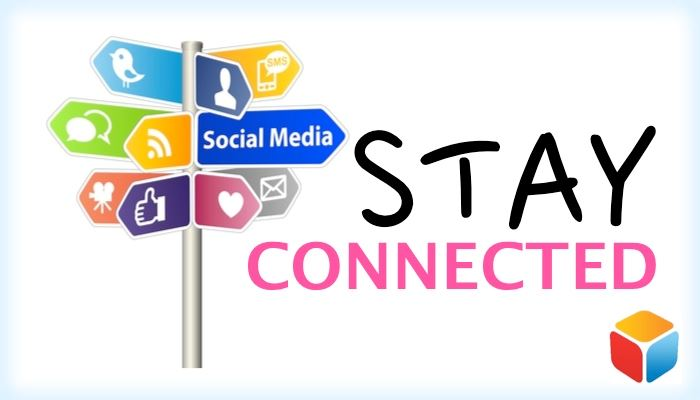 SMS
Social Media
STAY
CONNECTED